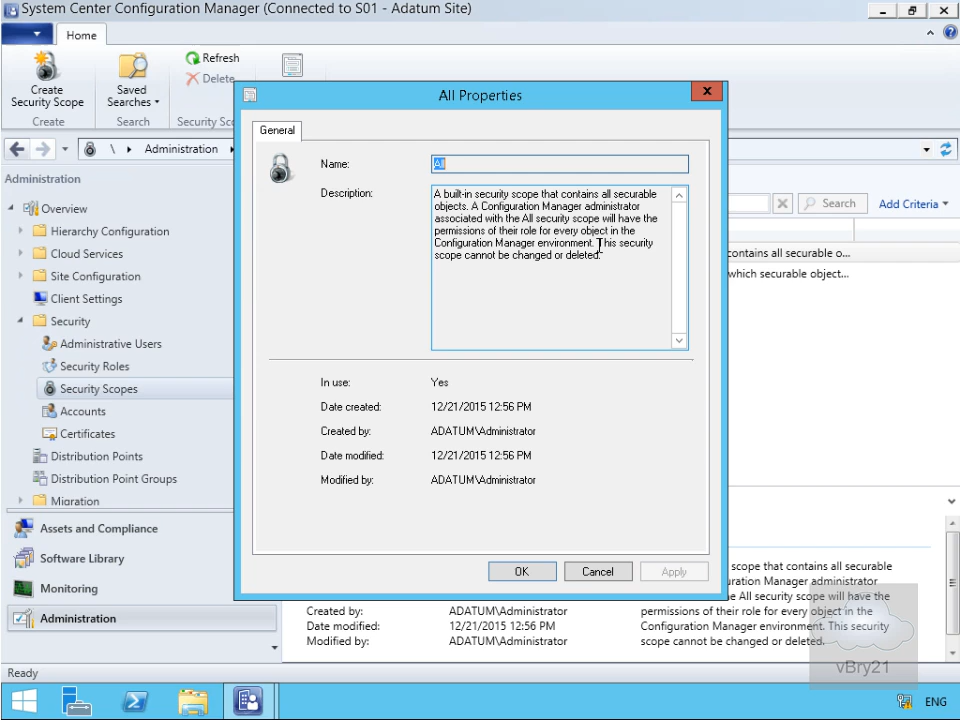 System Center Configuration Manager (Connected to S01 - Adatum Site)
Home
Create
Security Scope
Saved
Searches
Refresh
Delete
Create
Search
Security Sco
\ Administration
Administration
Overview
Hierarchy Configuration
Cloud Services
Site Configuration
Client Settings
Security
Administrative Users
Security Roles
Security Scopes
Accounts
Certificates
Distribution Points
Distribution Point Groups
Migration
Assets and Compliance
Software Library
Monitoring
Administration
Search
Add Criteria
contains all securable o...
which securable object...
All Properties
General
Name:
All
Description:
A built-in security scope that contains all securable
objects. A Configuration Manager administrator
associated with the All security scope will have the
permissions of their role for every object in the
Configuration Manager environment. This security
scope cannot be changed or deleted.
In use: Yes
Date created: 12/21/2015 12:56 PM
Created by: ADATUM\Administrator
Date modified: 12/21/2015 12:56 PM
Modified by: ADATUM\Administrator
OK
Cancel
Apply
scope that contains all securable
uration Manager administrator
he All security scope will have the
Created by: ADATUM\Administrator permissions of their role for every object in the
Date modified: 12/21/2015 12:56 PM Configuration Manager environment. This security
Modified by: ADATUM\Administrator scope cannot be changed or deleted.
vBry21
Ready
ENG